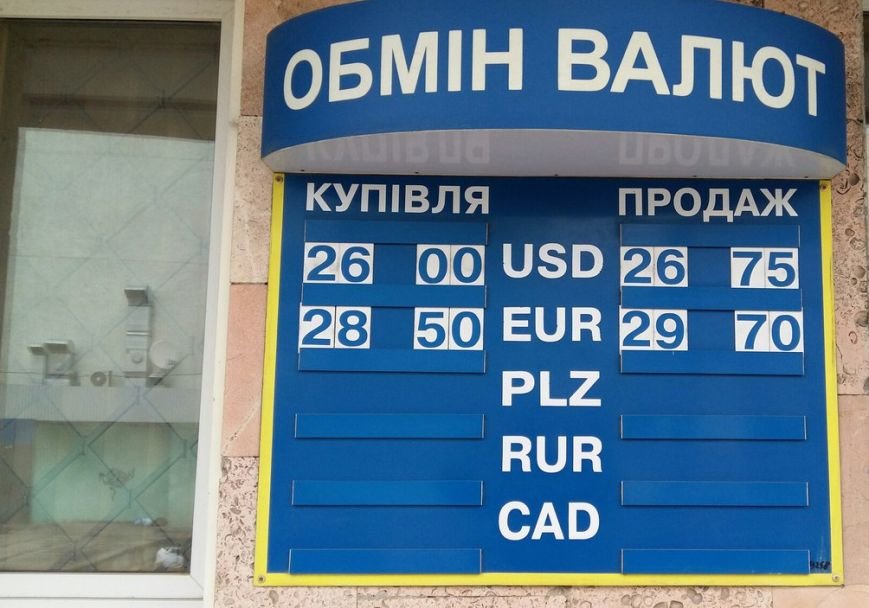 ОБМІН ВАЛЮТ
КУПІВЛЯ ПРОДАЖ
26 00 USD 26 75
28 50 EUR 29 70
PLZ
RUR
CAD